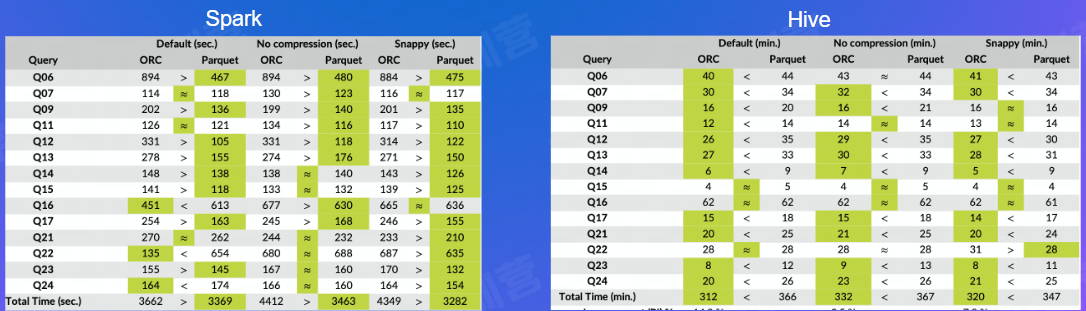 Spark
Default (sec.) No compression (sec.) Snappy (sec.)
Query ORC Parquet ORC Parquet ORC Parquet
Q06 894 > 467 894 > 480 884 > 475
Q07 114 ≈ 118 130 > 123 116 ≈ 117
Q09 202 > 136 199 > 140 201 > 135
Q11 126 ≈ 121 134 > 116 117 > 110
Q12 331 > 105 331 > 118 314 > 122
Q13 278 > 155 274 > 176 271 > 150
Q14 148 > 138 138 ≈ 140 143 > 126
Q15 141 > 118 133 ≈ 132 139 > 125
Q16 451 < 613 677 > 630 665 ≈ 636
Q17 254 > 163 245 > 168 246 > 155
Q21 270 ≈ 262 244 ≈ 232 233 > 210
Q22 135 < 654 680 ≈ 688 687 > 635
Q23 155 > 145 167 ≈ 160 170 > 132
Q24 164 < 174 166 ≈ 160 164 > 154
Total Time (sec.) 3662 > 3369 4412 > 3463 4349 > 3282
Hive
Default (min.) No compression (min.) Snappy (min.)
Query ORC Parquet ORC Parquet ORC Parquet
Q06 40 < 44 43 ≈ 44 41 < 43
Q07 30 < 34 32 < 34 30 < 34
Q09 16 < 20 16 < 21 16 ≈ 16
Q11 12 < 14 14 ≈ 14 13 ≈ 14
Q12 26 < 35 29 < 35 27 < 30
Q13 27 < 33 30 < 33 28 < 31
Q14 6 < 9 7 < 9 5 < 9
Q15 4 ≈ 5 4 ≈ 5 4 ≈ 4
Q16 62 ≈ 62 62 ≈ 62 62 ≈ 61
Q17 15 < 18 15 < 18 14 < 17
Q21 20 < 25 21 < 25 20 < 24
Q22 28 ≈ 28 28 ≈ 28 31 > 28
Q23 8 < 12 9 < 13 8 < 11
Q24 20 < 26 23 < 26 21 < 25
Total Time (min.) 312 < 366 332 < 367 320 < 347